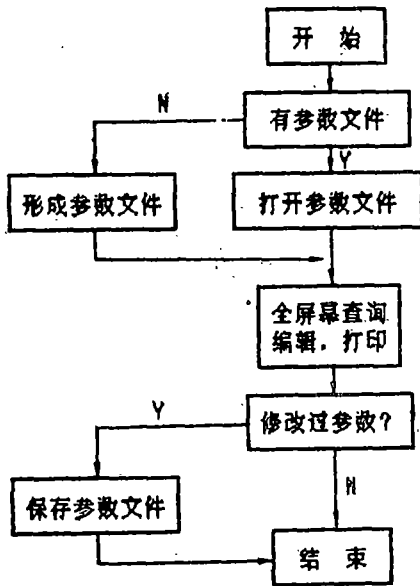 开 始
N
有参数文件
Y
形成参数文件
打开参数文件
全屏幕查询
编辑，打印
Y
修改过参数？
N
保存参数文件
结 束